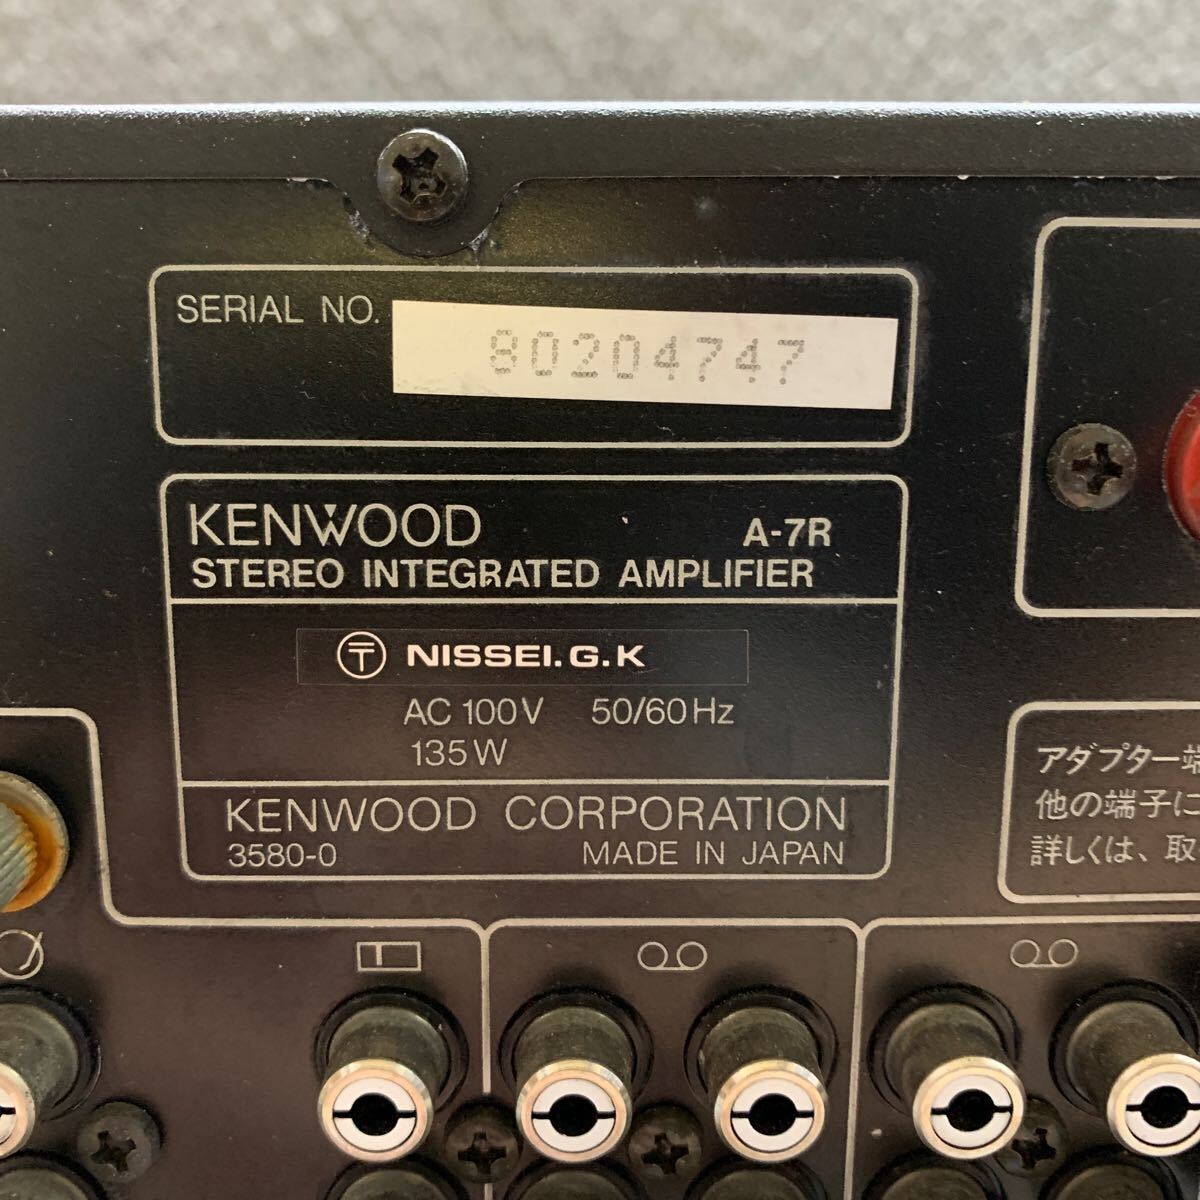 SERIAL NO. 80204747
KENWOOD A-7R
STEREO INTEGRATED AMPLIFIER
〒 NISSEI.G.K
AC 100V 50/60Hz
135W
KENWOOD CORPORATION
3580-0 MADE IN JAPAN
アダプター端
他の端子に
詳しくは、取